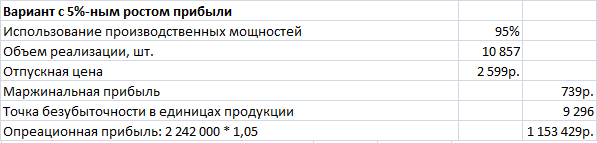 Вариант с 5%-ным ростом прибыли
Использование производственных мощностей 95%
Объем реализации, шт. 10 857
Отпускная цена 2 599р.
Маржинальная прибыль 739р.
Точка безубыточности в единицах продукции 9 296
Опреационная прибыль: 2 242 000 * 1,05 1 153 429р.